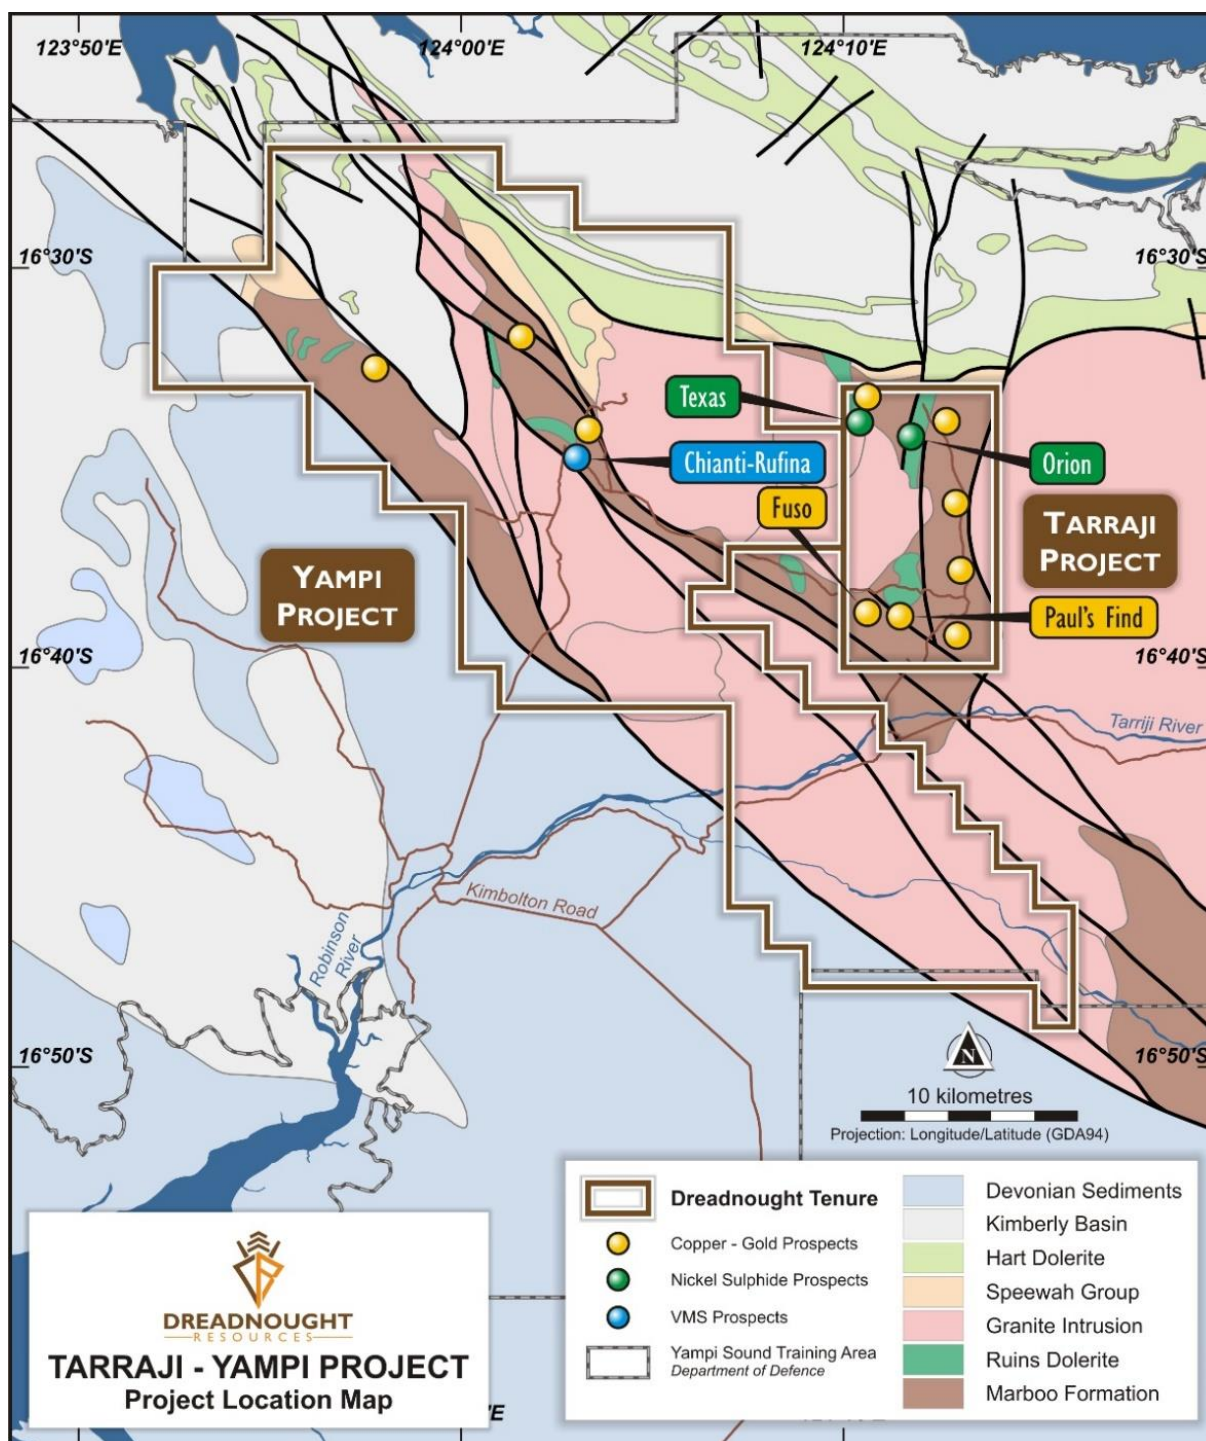 123°50'E
124°00'E
124°10'E
16°30'S
16°30'S
Texas
Chianti-Rufina
Orion
Fuso
TARRAJI
PROJECT
YAMPI
PROJECT
Paul's Find
16°40'S
16°40'S
Tarriji River
Kimbolton Road
Robinson
River
16°50'S
16°50'S
N
10 kilometres
Projection: Longitude/Latitude (GDA94)
Dreadnought Tenure
Copper - Gold Prospects
Nickel Sulphide Prospects
VMS Prospects
Yampi Sound Training Area
Department of Defence
Devonian Sediments
Kimberly Basin
Hart Dolerite
Speewah Group
Granite Intrusion
Ruins Dolerite
Marboo Formation
DREADNOUGHT
RESOURCES
TARRAJI - YAMPI PROJECT
Project Location Map